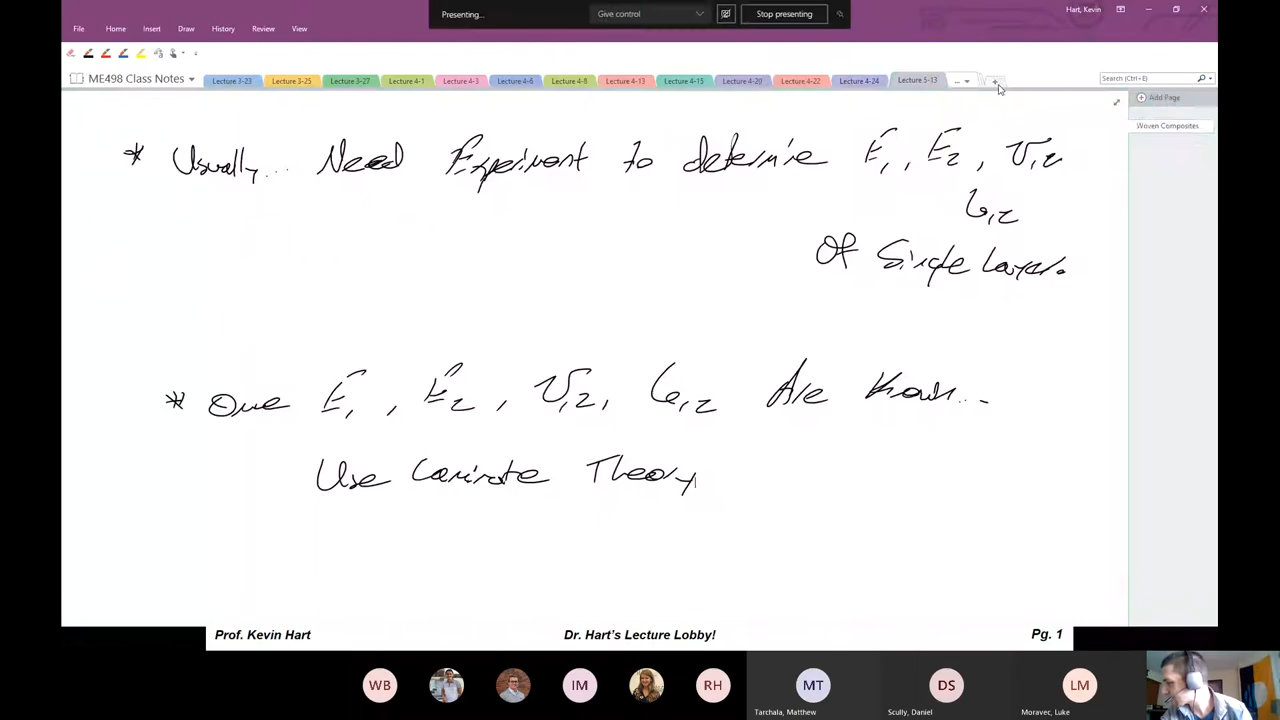 Presenting...
Give control
Stop presenting
Hart, Kevin
File Home Insert Draw History Review View
ME498 Class Notes
Lecture 3-23 Lecture 3-25 Lecture 3-27 Lecture 4-1 Lecture 4-3 Lecture 4-6 Lecture 4-8 Lecture 4-13 Lecture 4-15 Lecture 4-20 Lecture 4-22 Lecture 4-24 Lecture 5-13 ...
Search (Ctrl+E)
Add Page
Woven Composites
* Usually... Need Experiment to determine E1, E2, ν12
G12
Of Single Layer.
* Once E1, E2, ν12, G12 Are Known...
Use Laminate Theory
Prof. Kevin Hart Dr. Hart's Lecture Lobby! Pg. 1
WB IM RH MT DS LM
Tarchala, Matthew Scully, Daniel Moravec, Luke